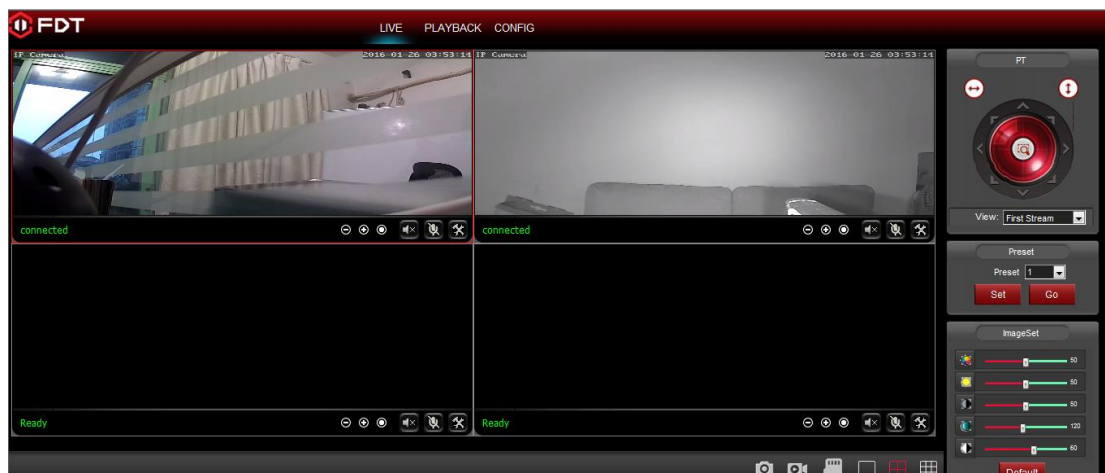 FDT
LIVE PLAYBACK CONFIG
IP Camera 2016-01-26 03:53:14
IP Camera 2016-01-26 03:53:14
connected
connected
Ready
Ready
PT
View: First Stream
Preset
Preset 1
Set Go
ImageSet
50
50
50
120
60
Default